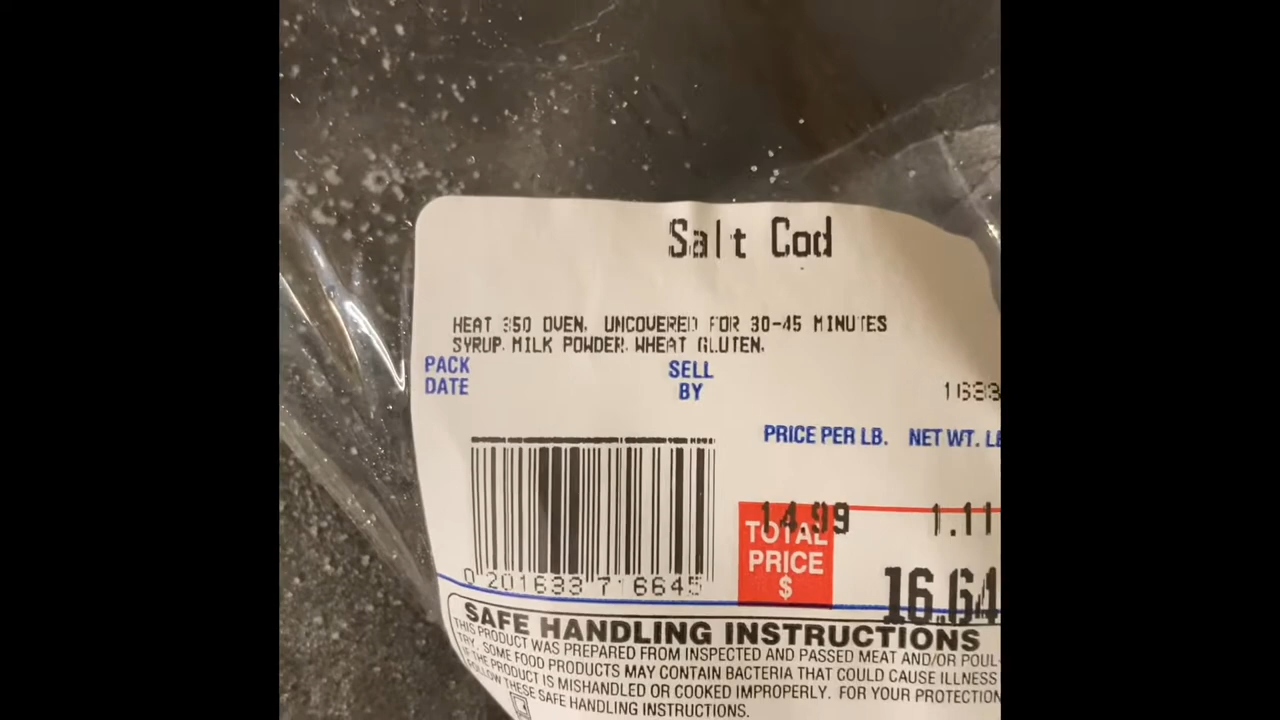 Salt Cod
HEAT 350 OVEN, UNCOVERED FOR 30-45 MINUTES
SYRUP, MILK POWDER, WHEAT GLUTEN.
PACK DATE
SELL BY
1633
PRICE PER LB. NET WT. L
14.99 1.11
TOTAL PRICE $
16.64
0 201633 716645
SAFE HANDLING INSTRUCTIONS
THIS PRODUCT WAS PREPARED FROM INSPECTED AND PASSED MEAT AND/OR POUL-
TRY. SOME FOOD PRODUCTS MAY CONTAIN BACTERIA THAT COULD CAUSE ILLNESS
IF THE PRODUCT IS MISHANDLED OR COOKED IMPROPERLY. FOR YOUR PROTECTION
FOLLOW THESE SAFE HANDLING INSTRUCTIONS.